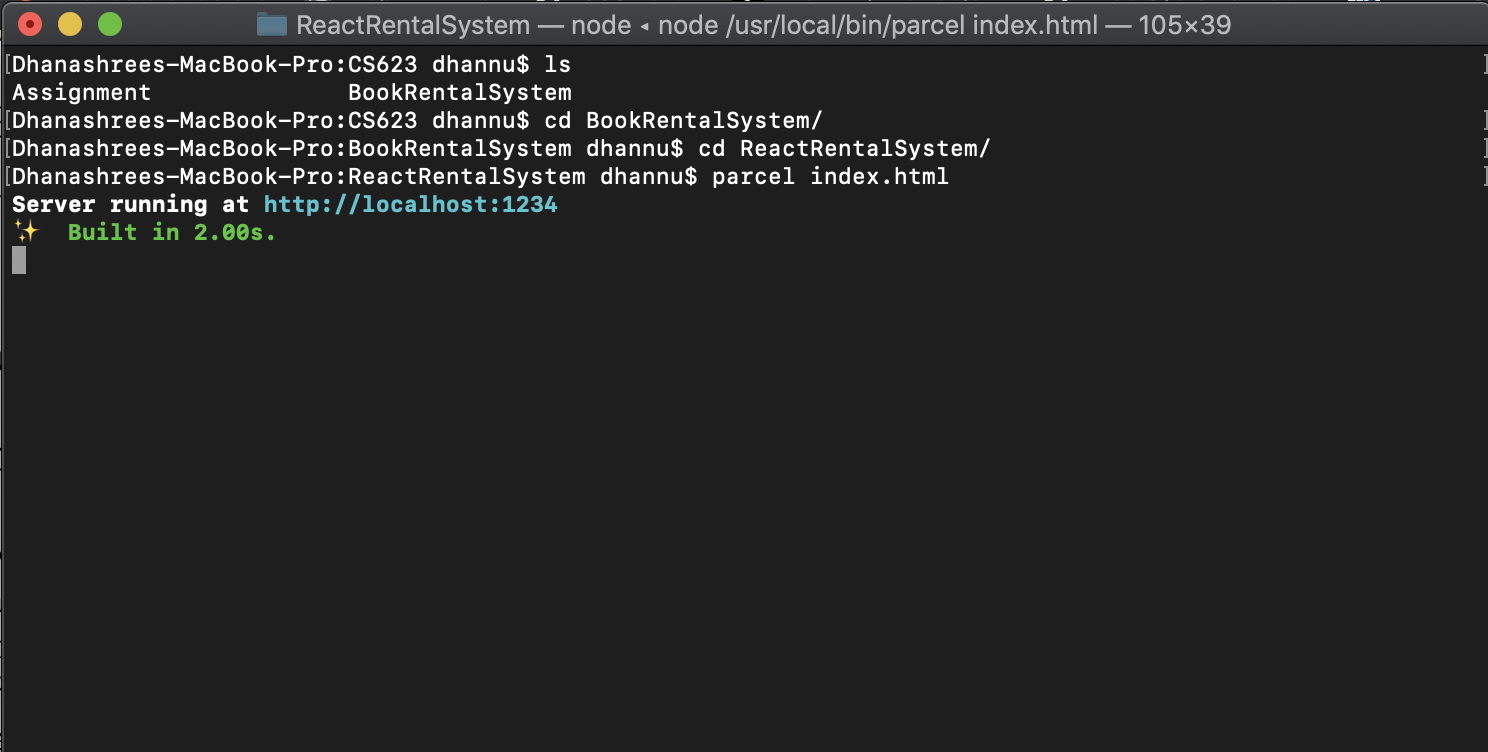 ReactRentalSystem — node ◂ node /usr/local/bin/parcel index.html — 105×39
[Dhanashrees-MacBook-Pro:CS623 dhannu$ ls ]
Assignment BookRentalSystem
[Dhanashrees-MacBook-Pro:CS623 dhannu$ cd BookRentalSystem/ ]
[Dhanashrees-MacBook-Pro:BookRentalSystem dhannu$ cd ReactRentalSystem/ ]
[Dhanashrees-MacBook-Pro:ReactRentalSystem dhannu$ parcel index.html ]
Server running at http://localhost:1234
✨ Built in 2.00s.